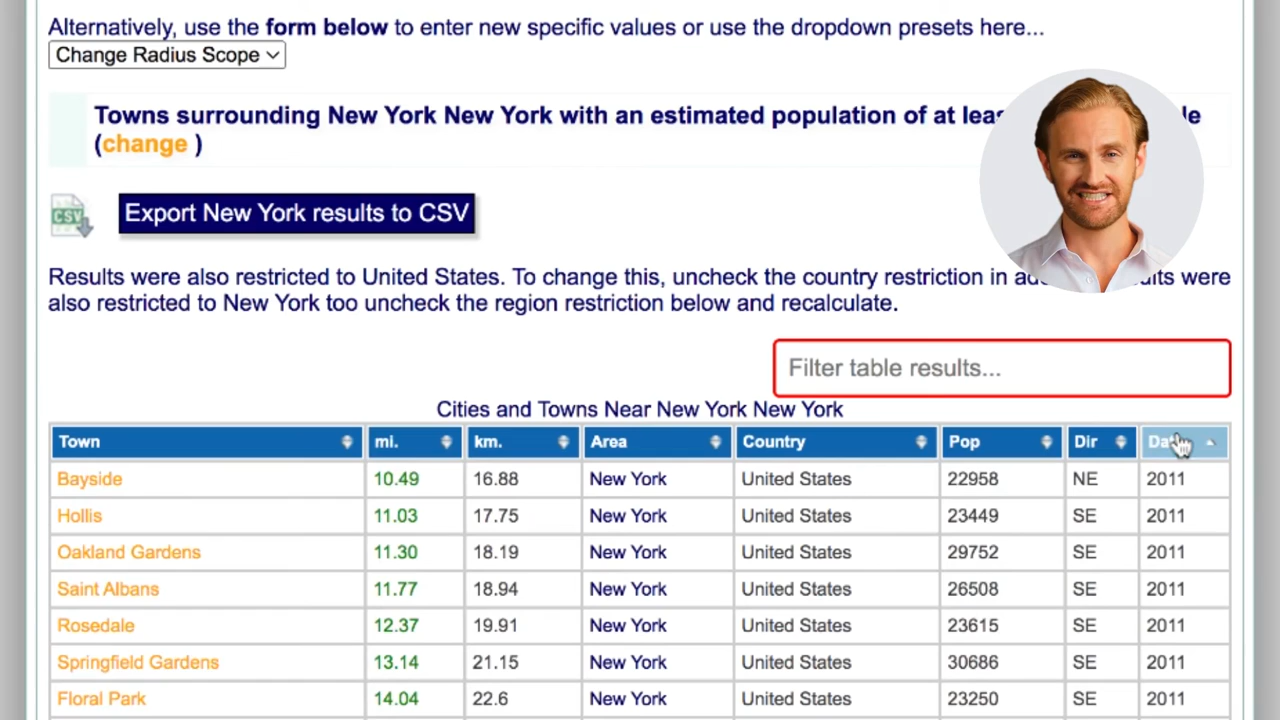 Alternatively, use the form below to enter new specific values or use the dropdown presets here...
Change Radius Scope
Towns surrounding New York New York with an estimated population of at
(change )
CSV
Export New York results to CSV
Results were also restricted to United States. To change this, uncheck the country restriction in were
also restricted to New York too uncheck the region restriction below and recalculate.
Filter table results...
Cities and Towns Near New York New York
Town mi. km. Area Country Pop Dir
Bayside 10.49 16.88 New York United States 22958 NE 2011
Hollis 11.03 17.75 New York United States 23449 SE 2011
Oakland Gardens 11.30 18.19 New York United States 29752 SE 2011
Saint Albans 11.77 18.94 New York United States 26508 SE 2011
Rosedale 12.37 19.91 New York United States 23615 SE 2011
Springfield Gardens 13.14 21.15 New York United States 30686 SE 2011
Floral Park 14.04 22.6 New York United States 23250 SE 2011